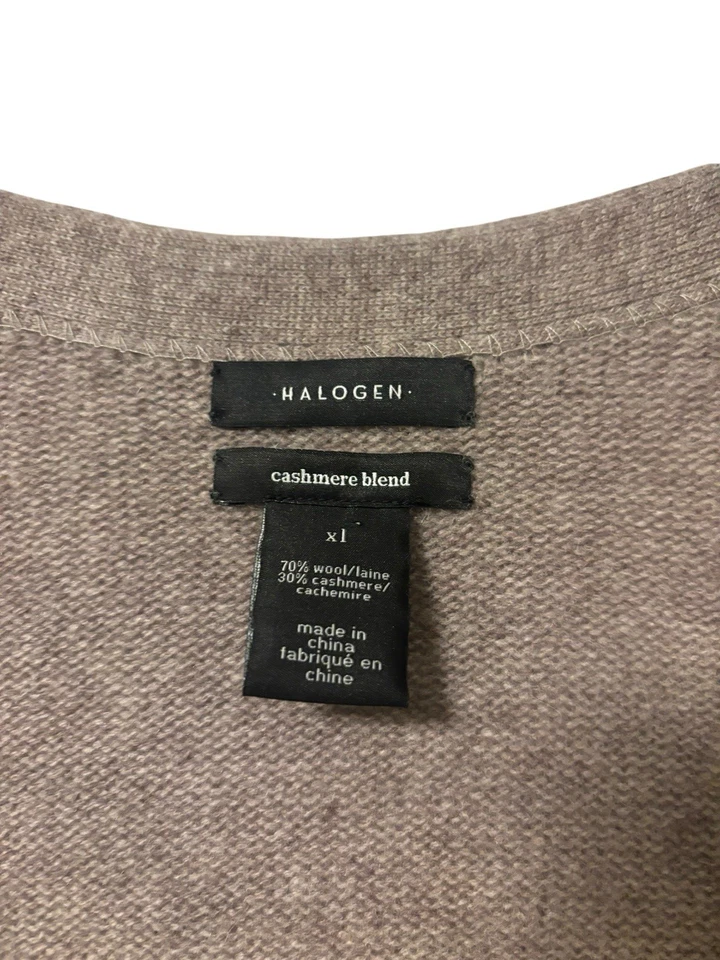 ·HALOGEN·
cashmere blend
xl
70% wool/laine
30% cashmere/
cachemire
made in
china
fabriqué en
chine